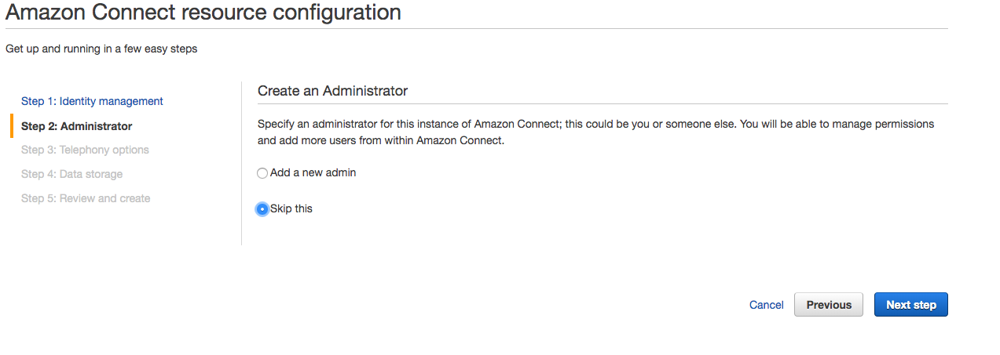 Amazon Connect resource configuration
Get up and running in a few easy steps
Step 1: Identity management
Step 2: Administrator
Step 3: Telephony options
Step 4: Data storage
Step 5: Review and create
Create an Administrator
Specify an administrator for this instance of Amazon Connect; this could be you or someone else. You will be able to manage permissions
and add more users from within Amazon Connect.
Add a new admin
Skip this
Cancel
Previous
Next step